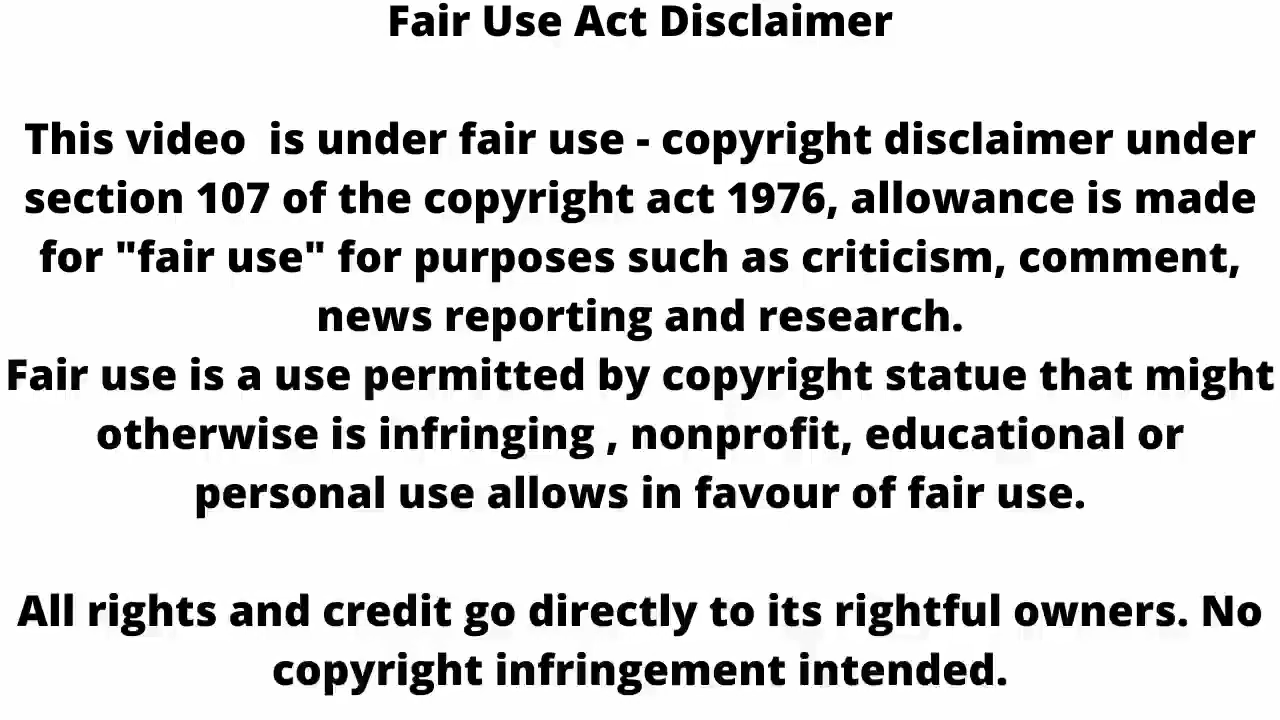 Fair Use Act Disclaimer
This video is under fair use - copyright disclaimer under
section 107 of the copyright act 1976, allowance is made
for "fair use" for purposes such as criticism, comment,
news reporting and research.
Fair use is a use permitted by copyright statue that might
otherwise is infringing , nonprofit, educational or
personal use allows in favour of fair use.
All rights and credit go directly to its rightful owners. No
copyright infringement intended.